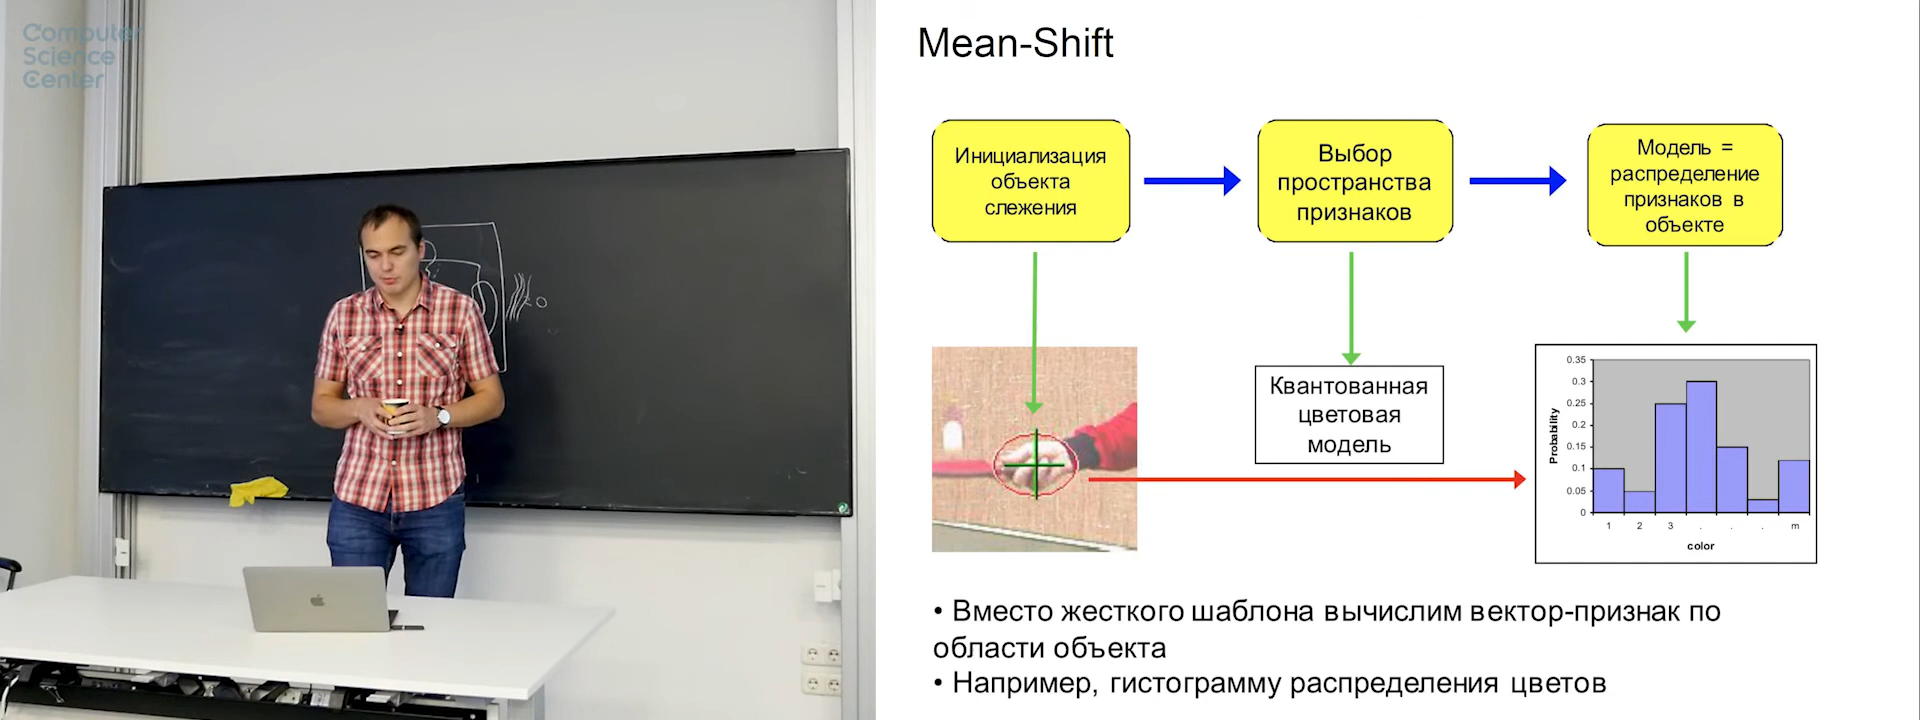 Computer
Science
Center
Mean-Shift
Инициализация
объекта
слежения
Выбор
пространства
признаков
Модель =
распределение
признаков в
объекте
Квантованная
цветовая
модель
0.35
0.3
0.25
0.2
0.15
0.1
0.05
0
Probability
1 2 3 . . . m
color
• Вместо жесткого шаблона вычислим вектор-признак по
области объекта
• Например, гистограмму распределения цветов